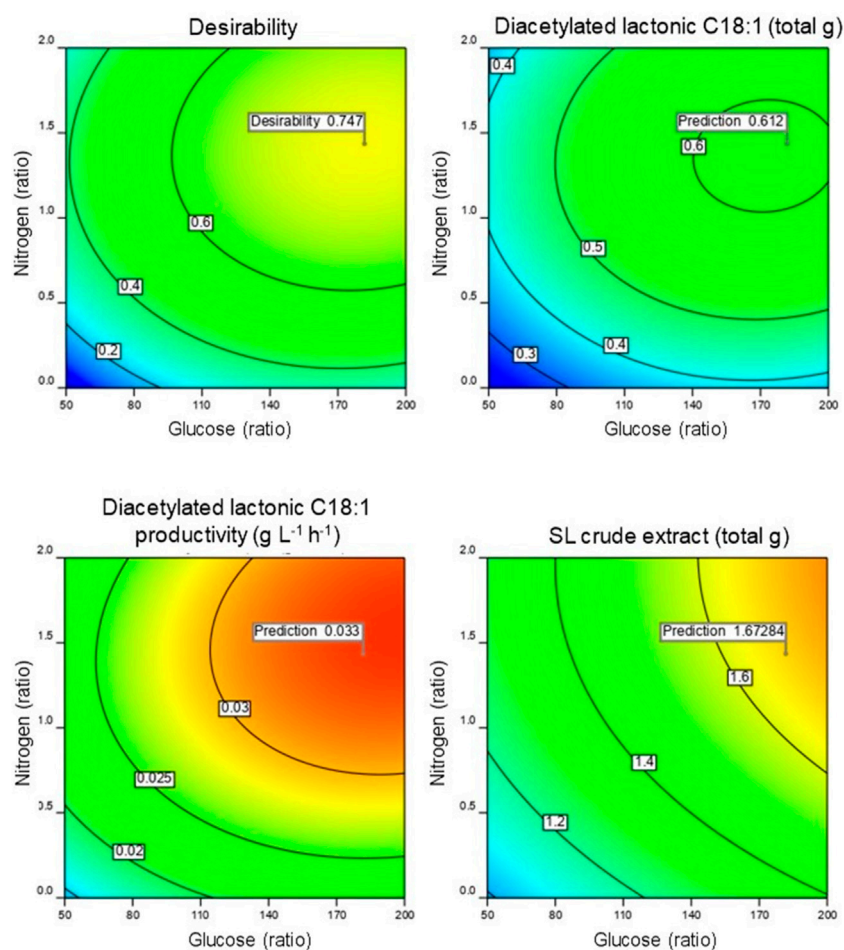 Desirability
Nitrogen (ratio)
2.0
1.5
1.0
0.5
0.0
Desirability 0.747
0.6
0.4
0.2
50 80 110 140 170 200
Glucose (ratio)
Diacetylated lactonic C18:1 (total g)
Nitrogen (ratio)
2.0
1.5
1.0
0.5
0.0
0.4
Prediction 0.612
0.6
0.5
0.4
0.3
50 80 110 140 170 200
Glucose (ratio)
Diacetylated lactonic C18:1
productivity (g L⁻¹ h⁻¹)
Nitrogen (ratio)
2.0
1.5
1.0
0.5
0.0
Prediction 0.033
0.03
0.025
0.02
50 80 110 140 170 200
Glucose (ratio)
SL crude extract (total g)
Nitrogen (ratio)
2.0
1.5
1.0
0.5
0.0
Prediction 1.67284
1.6
1.4
1.2
50 80 110 140 170 200
Glucose (ratio)